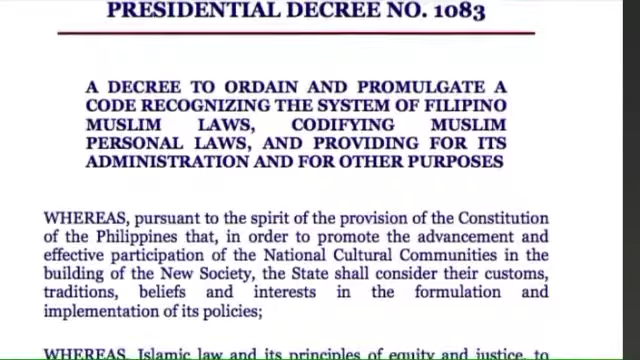 PRESIDENTIAL DECREE NO. 1083
A DECREE TO ORDAIN AND PROMULGATE A
CODE RECOGNIZING THE SYSTEM OF FILIPINO
MUSLIM LAWS, CODIFYING MUSLIM
PERSONAL LAWS, AND PROVIDING FOR ITS
ADMINISTRATION AND FOR OTHER PURPOSES
WHEREAS, pursuant to the spirit of the provision of the Constitution
of the Philippines that, in order to promote the advancement and
effective participation of the National Cultural Communities in the
building of the New Society, the State shall consider their customs,
traditions, beliefs and interests in the formulation and
implementation of its policies;
WHEREAS, Islamic law and its principles of equity and justice, to